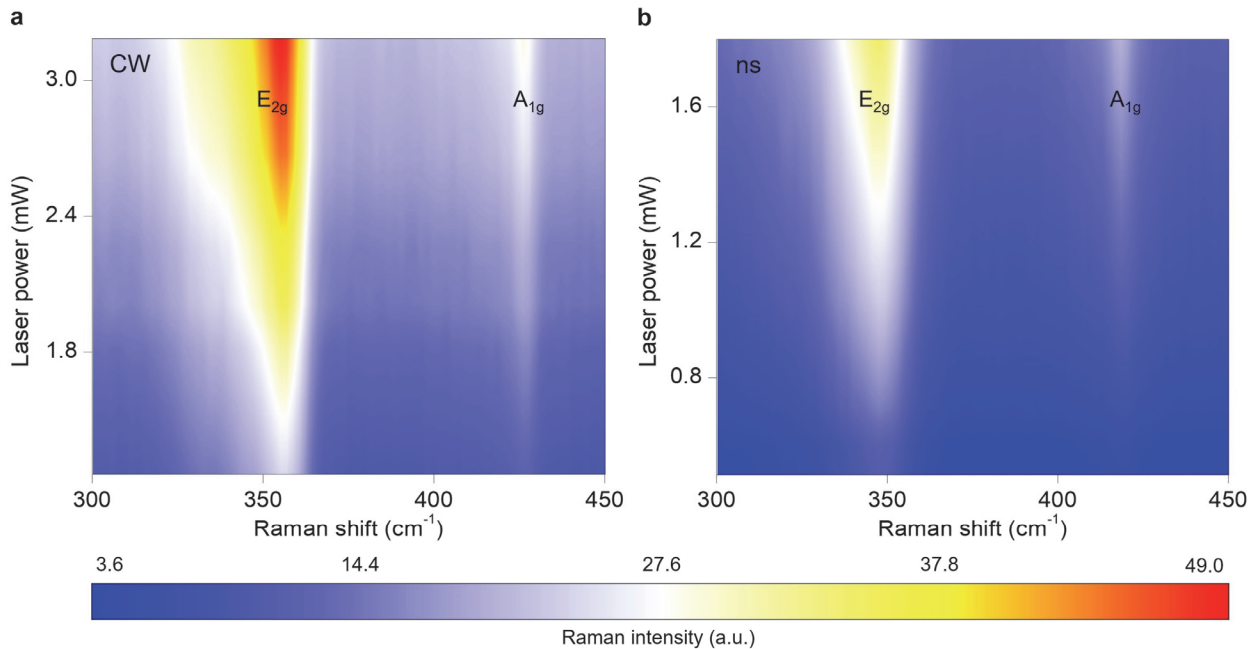 a
CW
E2g
A1g
3.0
2.4
1.8
Laser power (mW)
300 350 400 450
Raman shift (cm-1)
b
ns
E2g
A1g
1.6
1.2
0.8
Laser power (mW)
300 350 400 450
Raman shift (cm-1)
3.6 14.4 27.6 37.8 49.0
Raman intensity (a.u.)